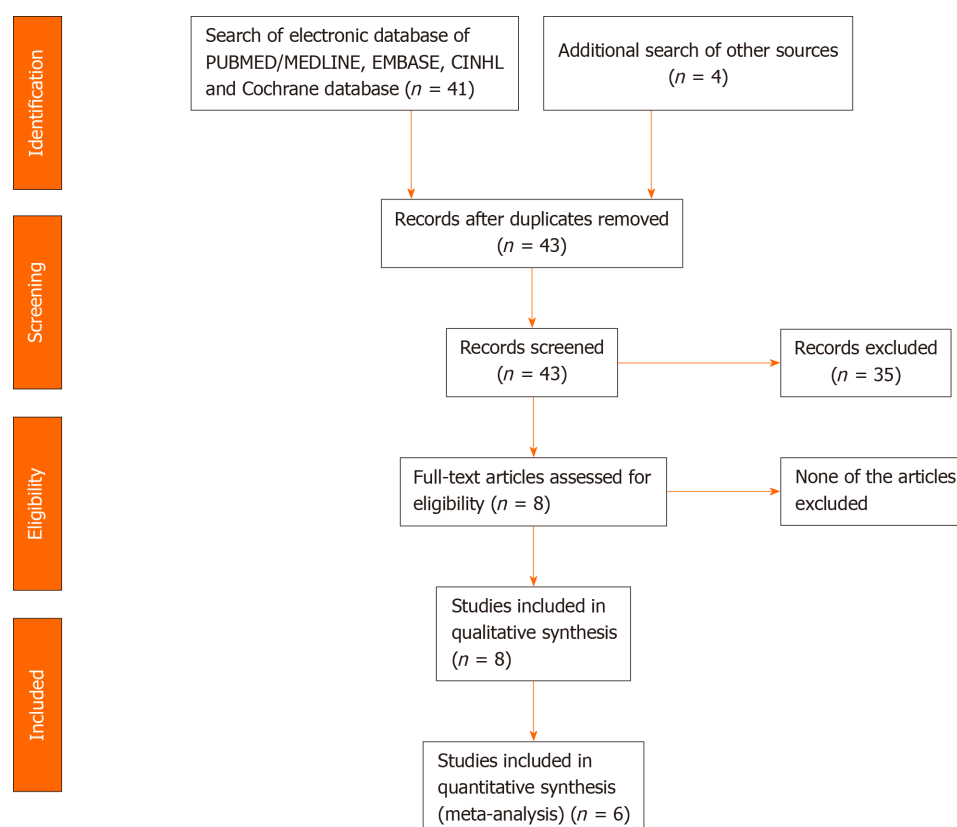 Identification
Search of electronic database of
PUBMED/MEDLINE, EMBASE, CINHL
and Cochrane database (n = 41)
Additional search of other sources
(n = 4)
Screening
Records after duplicates removed
(n = 43)
Records screened
(n = 43)
Records excluded
(n = 35)
Eligibility
Full-text articles assessed for
eligibility (n = 8)
None of the articles
excluded
Included
Studies included in
qualitative synthesis
(n = 8)
Studies included in
quantitative synthesis
(meta-analysis) (n = 6)